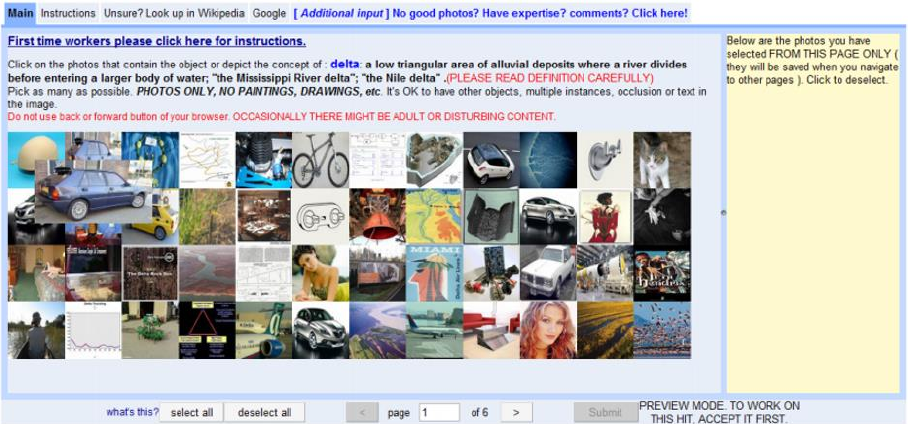 Main Instructions Unsure? Look up in Wikipedia Google [ Additional input ] No good photos? Have expertise? comments? Click here!
First time workers please click here for instructions.
Click on the photos that contain the object or depict the concept of : delta: a low triangular area of alluvial deposits where a river divides
before entering a larger body of water; "the Mississippi River delta"; "the Nile delta" .(PLEASE READ DEFINITION CAREFULLY)
Pick as many as possible. PHOTOS ONLY, NO PAINTINGS, DRAWINGS, etc. It's OK to have other objects, multiple instances, occlusion or text in
the image.
Do not use back or forward button of your browser. OCCASIONALLY THERE MIGHT BE ADULT OR DISTURBING CONTENT.
Below are the photos you have
selected FROM THIS PAGE ONLY (
they will be saved when you navigate
to other pages ). Click to deselect.
MIAMI
what's this? select all deselect all < page 1 of 6 > Submit
PREVIEW MODE. TO WORK ON
THIS HIT, ACCEPT IT FIRST.